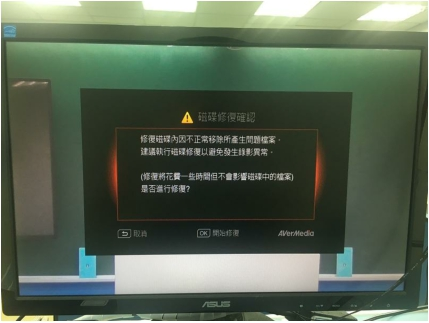 磁碟修復確認
修復磁碟內因不正常移除所產生問題檔案,
建議執行磁碟修復以避免發生錄影異常。
(修復將花費一些時間但不會影響磁碟中的檔案)
是否進行修復?
取消
OK 開始修復
AVerMedia
ASUS